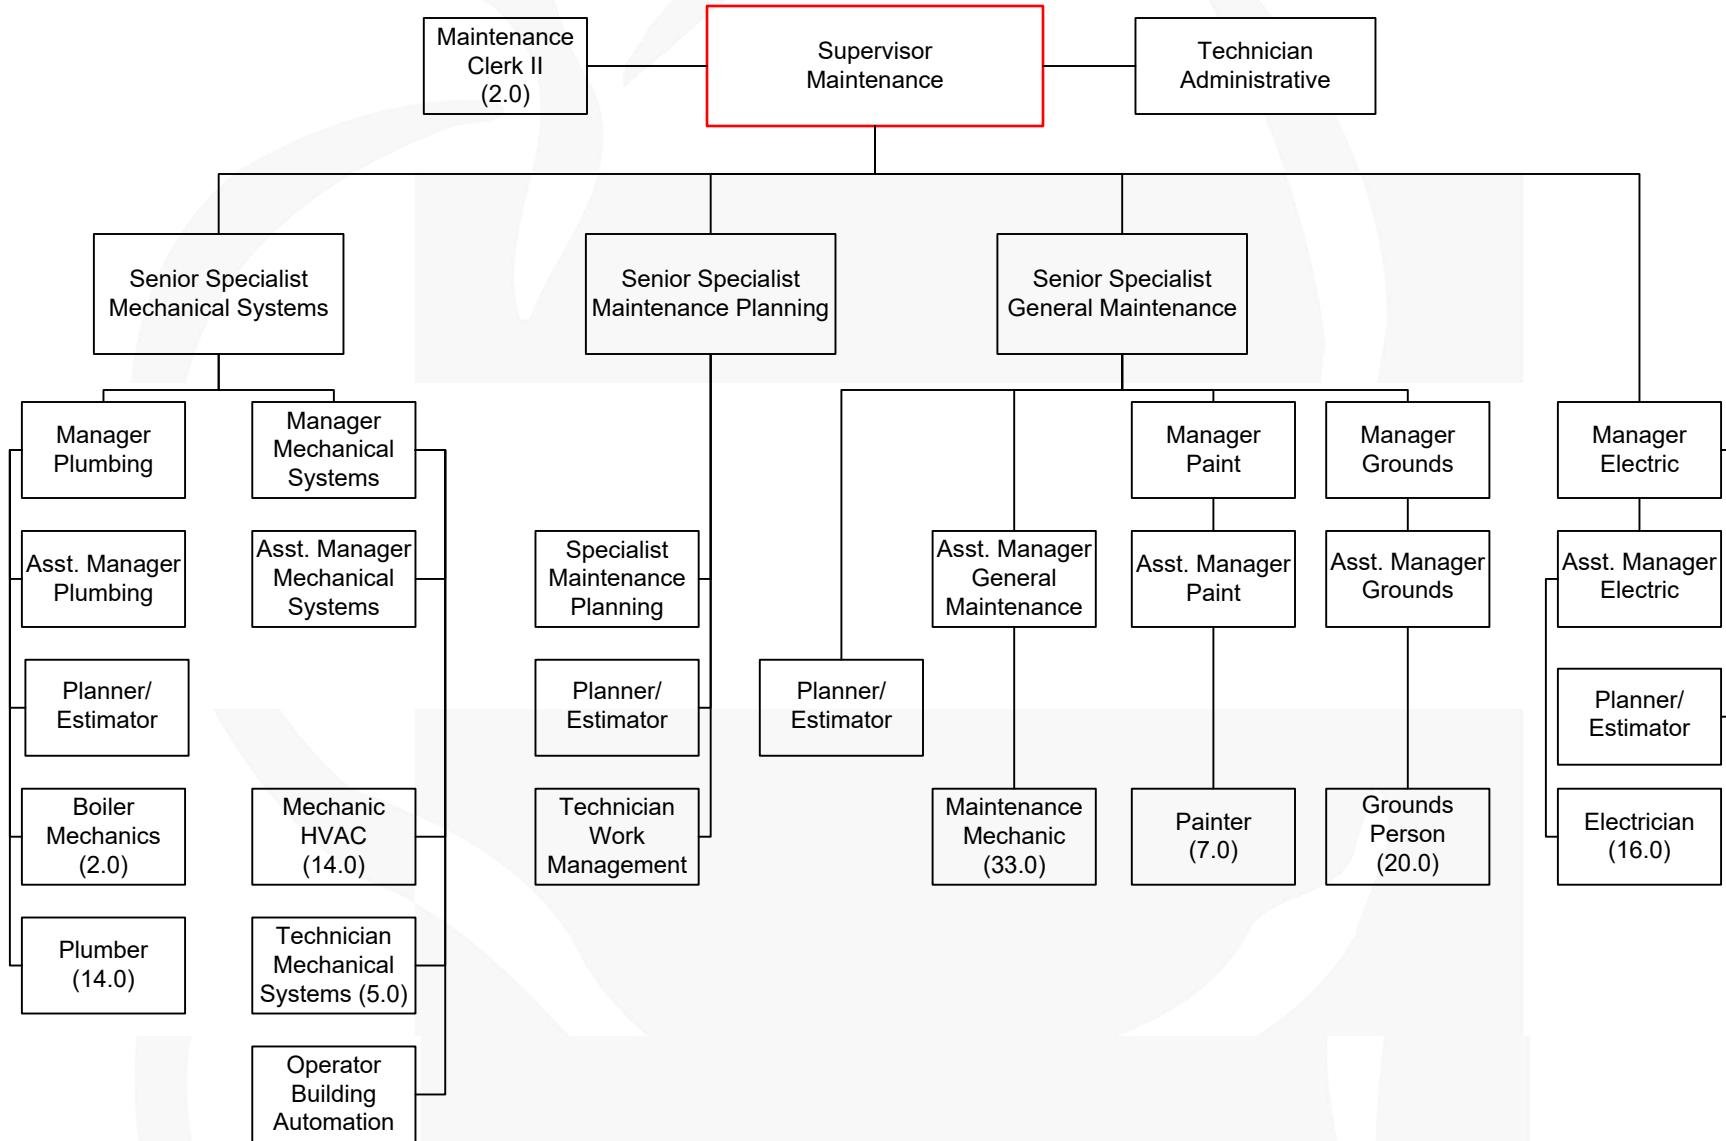 Maintenance
Clerk II
(2.0)
Supervisor
Maintenance
Technician
Administrative
Senior Specialist
Mechanical Systems
Senior Specialist
Maintenance Planning
Senior Specialist
General Maintenance
Manager
Plumbing
Manager
Mechanical
Systems
Manager
Paint
Manager
Grounds
Manager
Electric
Asst. Manager
Plumbing
Asst. Manager
Mechanical
Systems
Specialist
Maintenance
Planning
Asst. Manager
General
Maintenance
Asst. Manager
Paint
Asst. Manager
Grounds
Asst. Manager
Electric
Planner/
Estimator
Planner/
Estimator
Planner/
Estimator
Planner/
Estimator
Boiler
Mechanics
(2.0)
Mechanic
HVAC
(14.0)
Technician
Work
Management
Maintenance
Mechanic
(33.0)
Painter
(7.0)
Grounds
Person
(20.0)
Electrician
(16.0)
Plumber
(14.0)
Technician
Mechanical
Systems (5.0)
Operator
Building
Automation